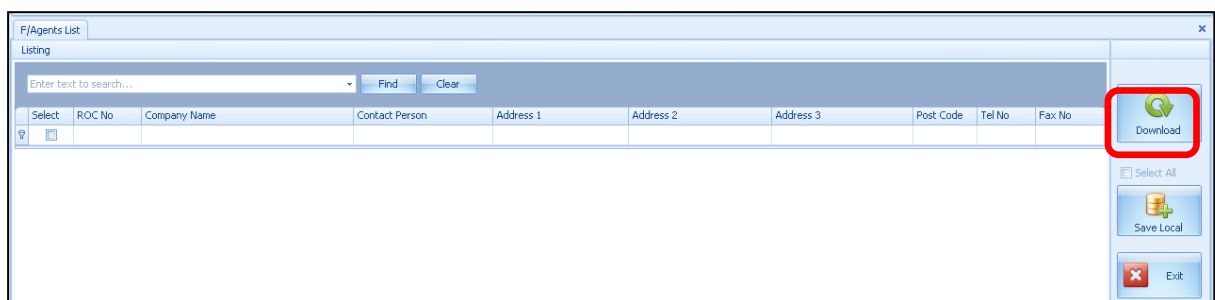 F/Agents List
Listing
Enter text to search... Find Clear
Select ROC No Company Name Contact Person Address 1 Address 2 Address 3 Post Code Tel No Fax No
Download
Select All
Save Local
Exit